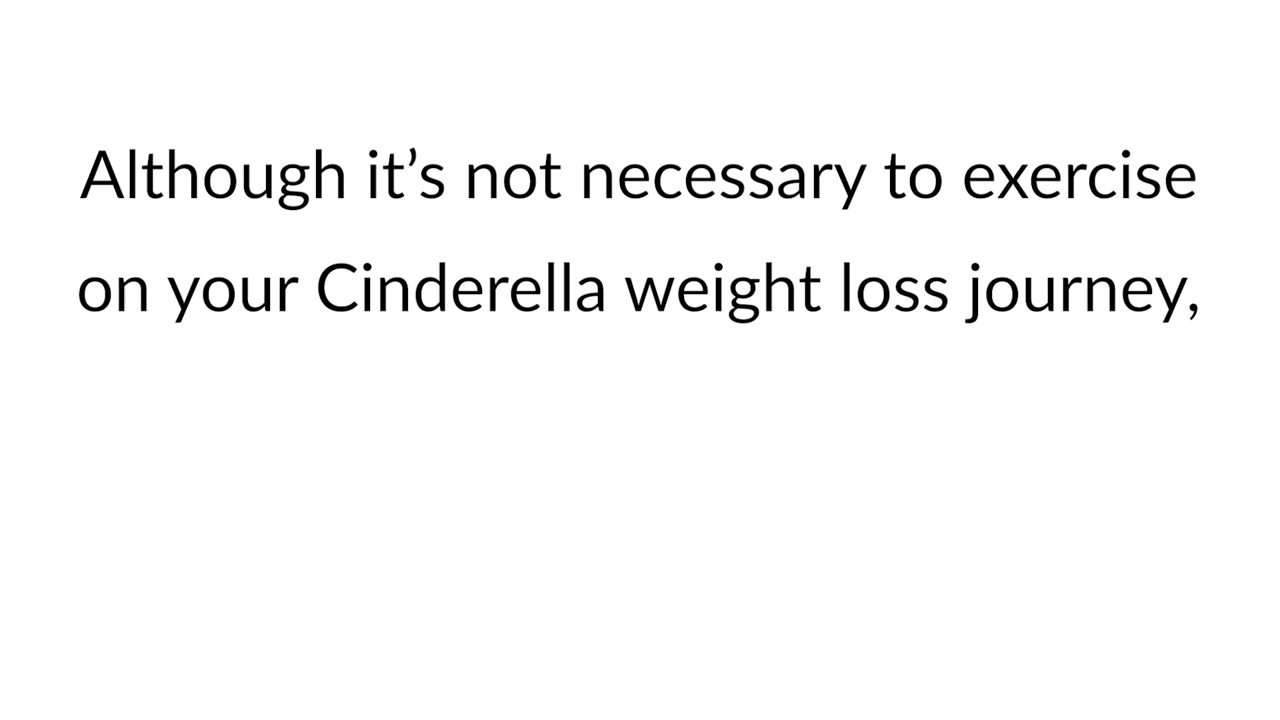 Although it’s not necessary to exercise
on your Cinderella weight loss journey,